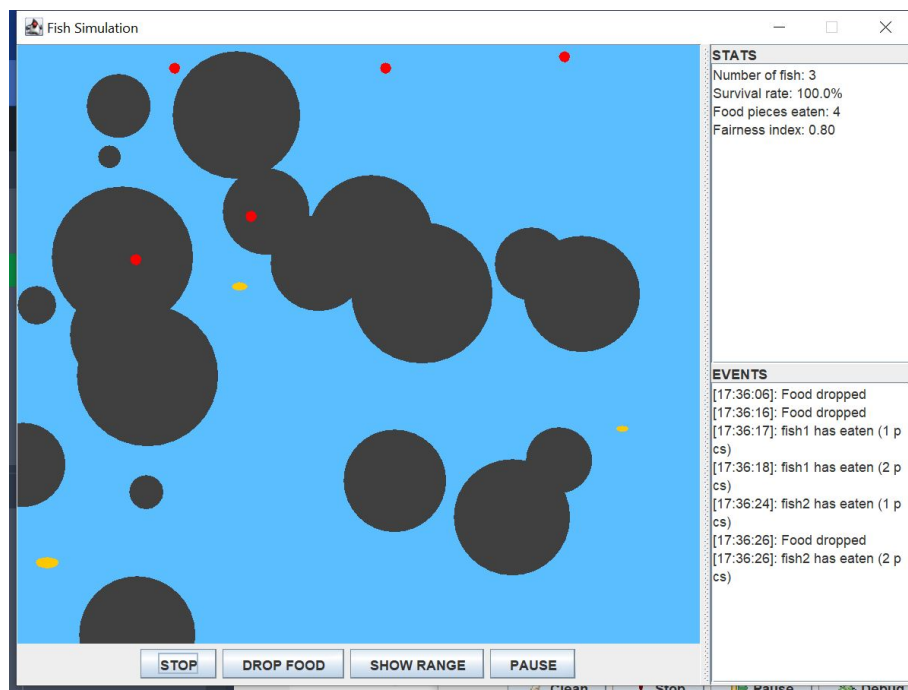 Fish Simulation
STATS
Number of fish: 3
Survival rate: 100.0%
Food pieces eaten: 4
Fairness index: 0.80
EVENTS
[17:36:06]: Food dropped
[17:36:16]: Food dropped
[17:36:17]: fish1 has eaten (1 p
cs)
[17:36:18]: fish1 has eaten (2 p
cs)
[17:36:24]: fish2 has eaten (1 p
cs)
[17:36:26]: Food dropped
[17:36:26]: fish2 has eaten (2 p
cs)
STOP
DROP FOOD
SHOW RANGE
PAUSE
Clean
Stop
Pause
Debug